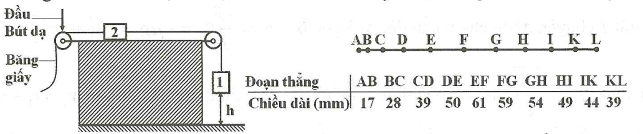 Đầu
Bút dạ
Băng
giấy
2
1
h
A B C D E F G H I K L
Đoạn thẳng AB BC CD DE EF FG GH HI IK KL
Chiều dài (mm) 17 28 39 50 61 59 54 49 44 39